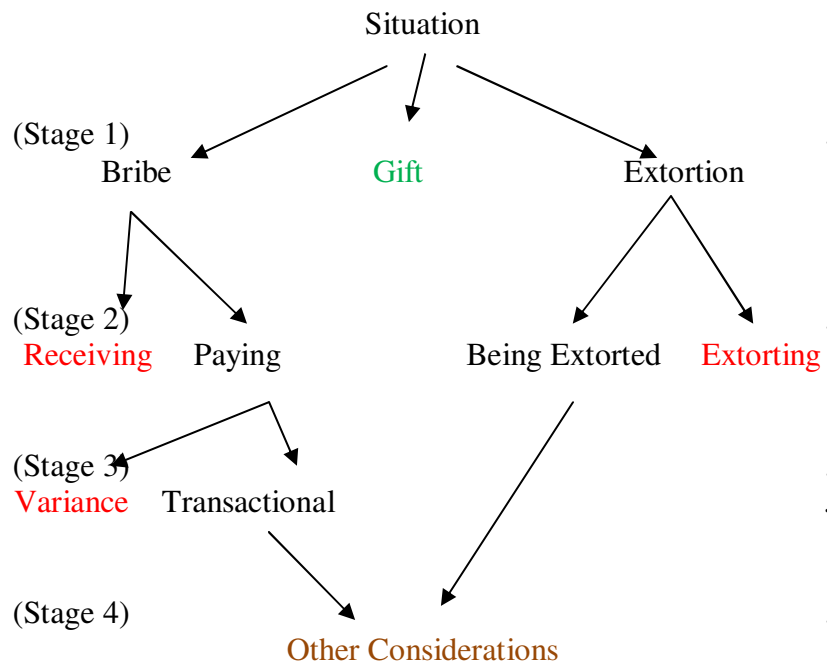 Situation
(Stage 1)
Bribe Gift Extortion
(Stage 2)
Receiving Paying Being Extorted Extorting
(Stage 3)
Variance Transactional
(Stage 4)
Other Considerations